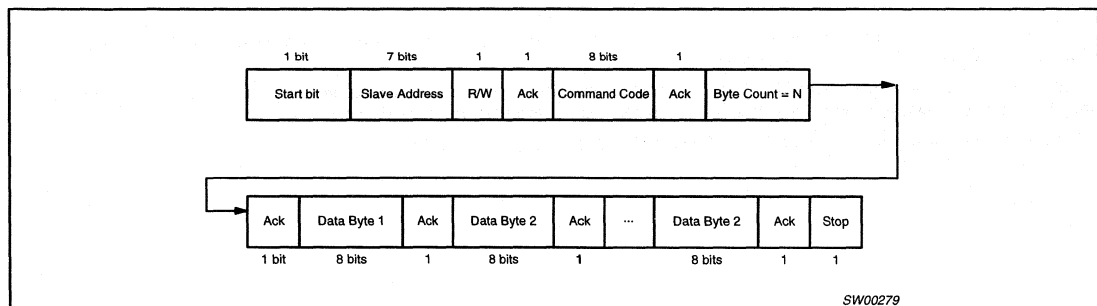 1 bit 7 bits 1 1 8 bits 1
Start bit Slave Address R/W Ack Command Code Ack Byte Count = N
Ack Data Byte 1 Ack Data Byte 2 Ack ... Data Byte 2 Ack Stop
1 bit 8 bits 1 8 bits 1 8 bits 1 1
SW00279